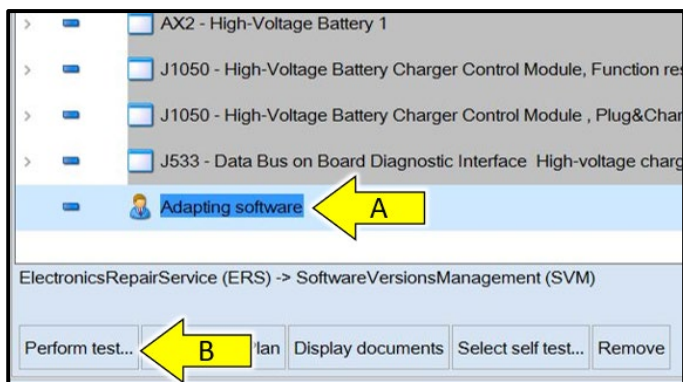 AX2 - High-Voltage Battery 1
J1050 - High-Voltage Battery Charger Control Module, Function
J1050 - High-Voltage Battery Charger Control Module , Plug&Char
J533 - Data Bus on Board Diagnostic Interface High-voltage charg
Adapting software A
ElectronicsRepairService (ERS) -> SoftwareVersionsManagement (SVM)
Perform test... B Plan Display documents Select self test... Remove